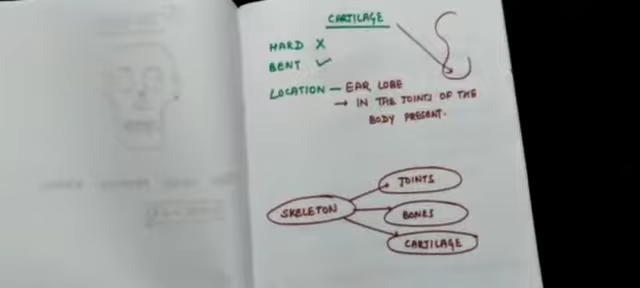 CARTILAGE
HARD X
BENT ✓
LOCATION — EAR, LOBE
→ IN THE JOINTS OF THE
BODY PRESENT.
JOINTS
SKELETON
BONES
CARTILAGE